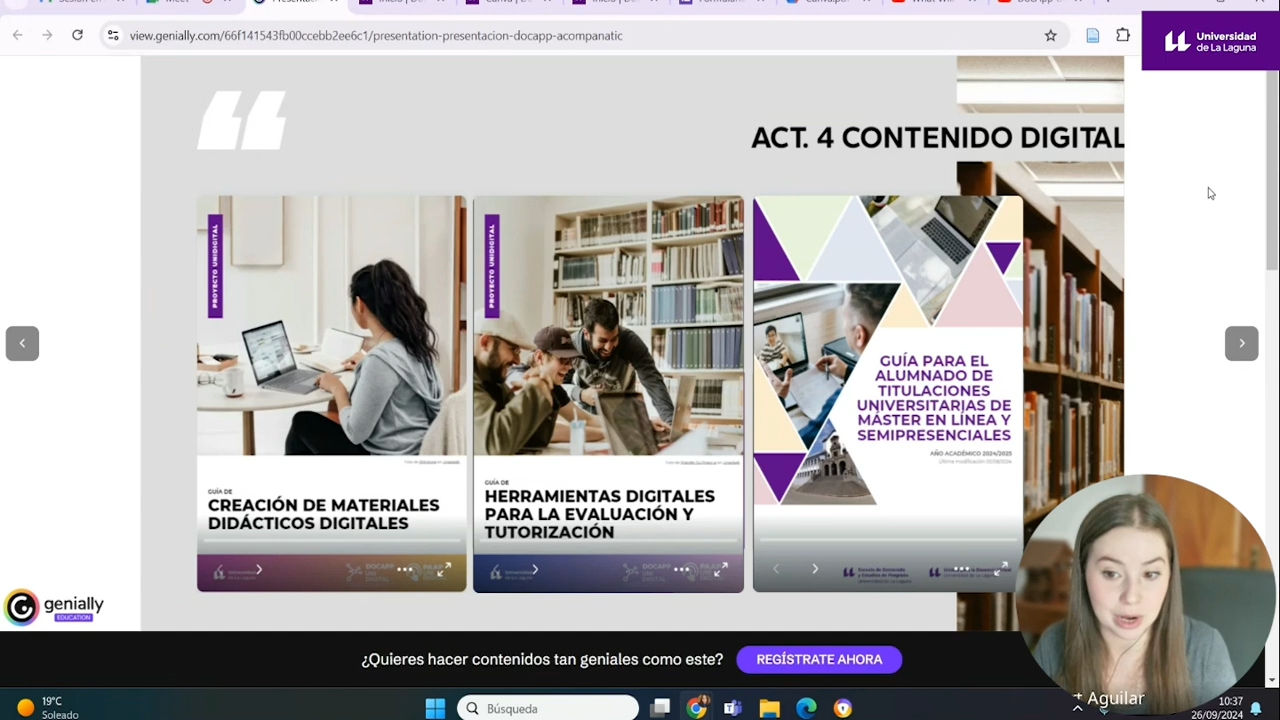 view.genially.com/66f141543fb00ccebb2ee6c1/presentation-presentacion-docapp-acompanatic
Universidad
de La Laguna
ACT. 4 CONTENIDO DIGITAL
PROYECTO UNIDIGITAL
GUÍA DE
CREACIÓN DE MATERIALES
DIDÁCTICOS DIGITALES
PROYECTO UNIDIGITAL
GUÍA DE
HERRAMIENTAS DIGITALES
PARA LA EVALUACIÓN Y
TUTORIZACIÓN
GUÍA PARA EL
ALUMNADO DE
TITULACIONES
UNIVERSITARIAS DE
MÁSTER EN LÍNEA Y
SEMIPRESENCIALES
AÑO ACADÉMICO 2024/2025
genially
EDUCATION
¿Quieres hacer contenidos tan geniales como este?
REGÍSTRATE AHORA
Aguilar
19°C
Soleado
Búsqueda
10:37
26/09/2024